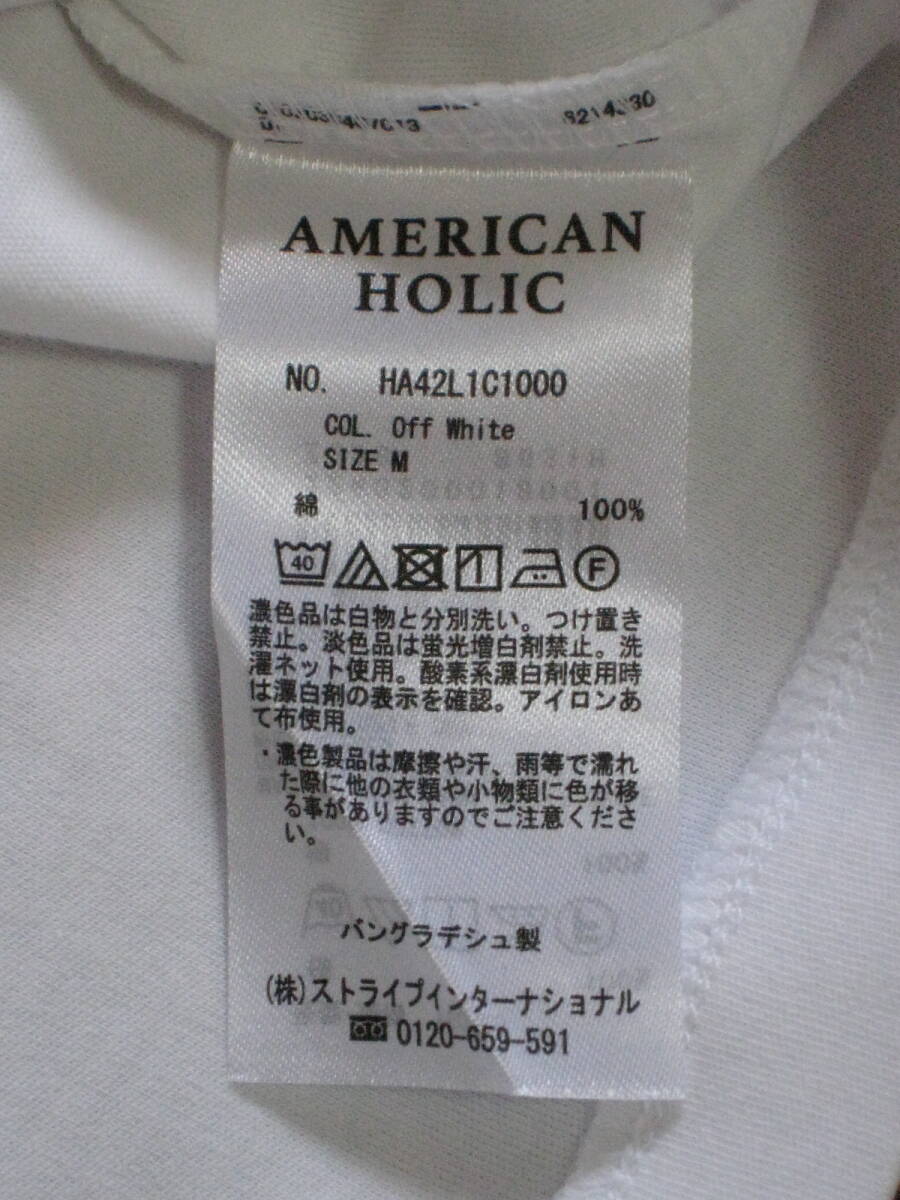 AMERICAN
HOLIC
NO. HA42L1C1000
COL. Off White
SIZE M
綿 100%
40 F
濃色品は白物と分別洗い。つけ置き
禁止。淡色品は蛍光増白剤禁止。洗
濯ネット使用。酸素系漂白剤使用時
は漂白剤の表示を確認。アイロンあ
て布使用。
・濃色製品は摩擦や汗、雨等で濡れ
た際に他の衣類や小物類に色が移
る事がありますのでご注意くださ
い。
バングラデシュ製
(株)ストライプインターナショナル
0120-659-591